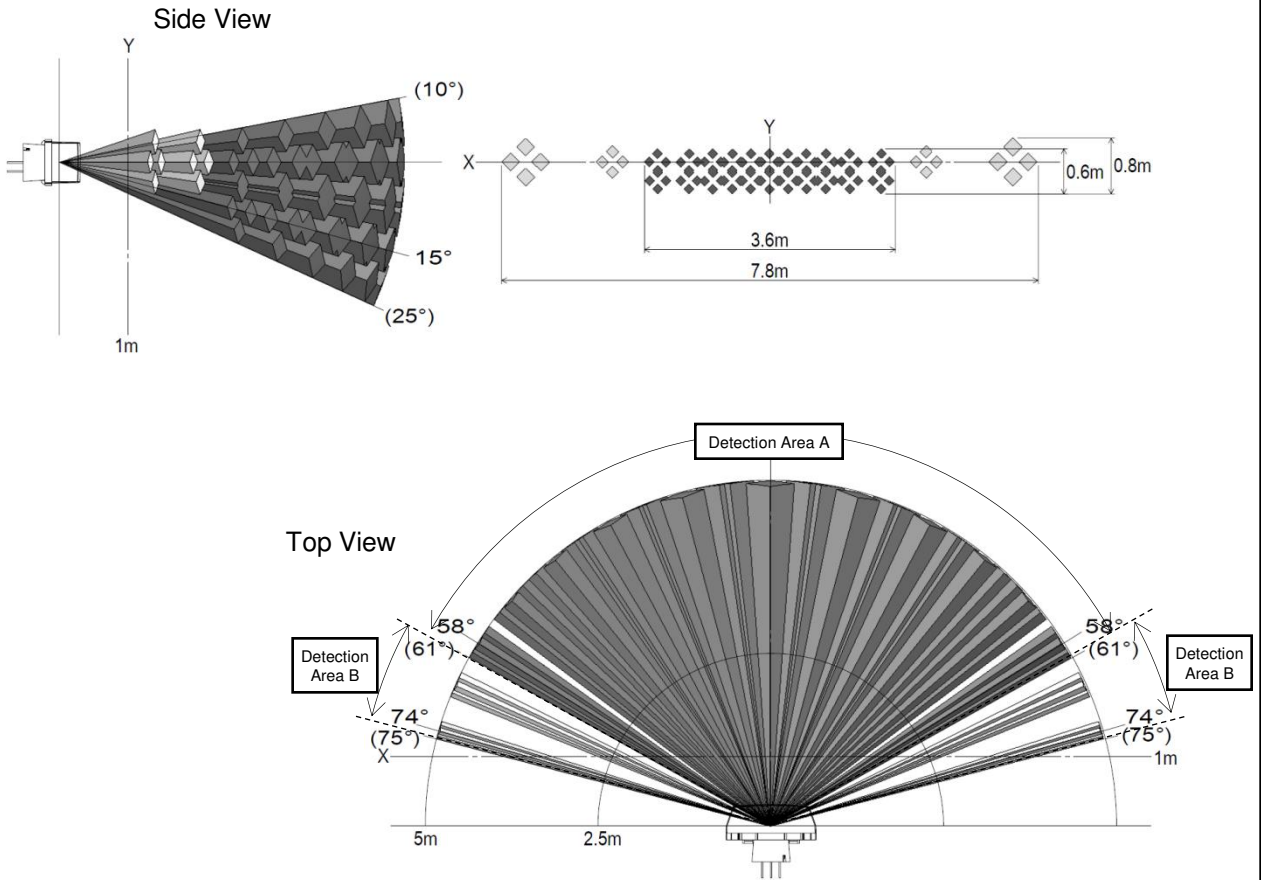 Side View
Y
(10°)
15°
(25°)
1m
Y
X
0.6m
0.8m
3.6m
7.8m
Detection Area A
Top View
58°
(61°)
58°
(61°)
Detection
Area B
Detection
Area B
74°
(75°)
74°
(75°)
X
1m
5m
2.5m